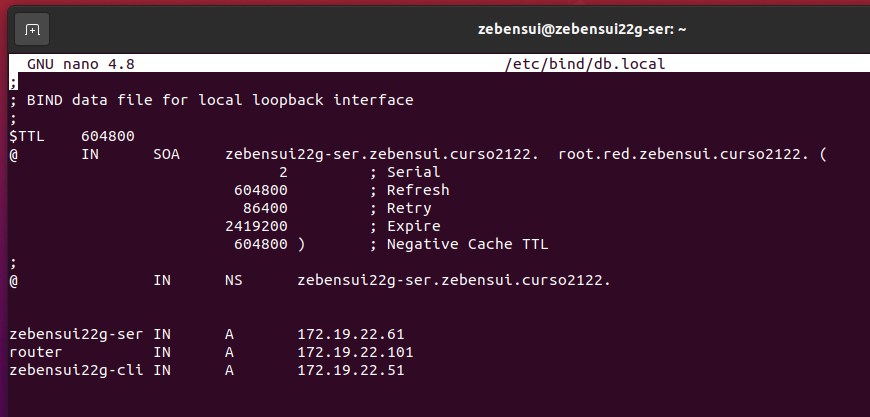 zebensui@zebensui22g-ser: ~
GNU nano 4.8 /etc/bind/db.local
;
; BIND data file for local loopback interface
;
$TTL 604800
@ IN SOA zebensui22g-ser.zebensui.curso2122. root.red.zebensui.curso2122. (
2 ; Serial
604800 ; Refresh
86400 ; Retry
2419200 ; Expire
604800 ) ; Negative Cache TTL
;
@ IN NS zebensui22g-ser.zebensui.curso2122.
zebensui22g-ser IN A 172.19.22.61
router IN A 172.19.22.101
zebensui22g-cli IN A 172.19.22.51